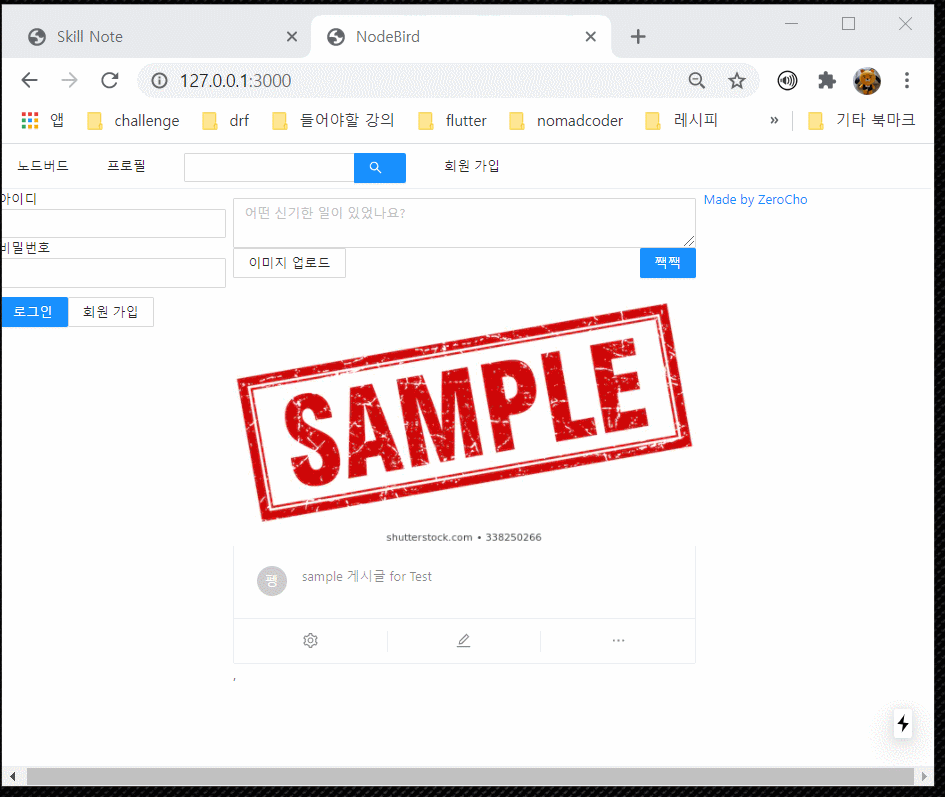 Skill Note
NodeBird
127.0.0.1:3000
앱 challenge drf 들어야할 강의 flutter nomadcoder 레시피 » 기타 북마크
노드버드 프로필 회원 가입
아이디
어떤 신기한 일이 있었나요?
Made by ZeroCho
비밀번호
이미지 업로드
짹짹
로그인 회원 가입
SAMPLE
shutterstock.com • 338250266
펭
sample 게시글 for Test
,